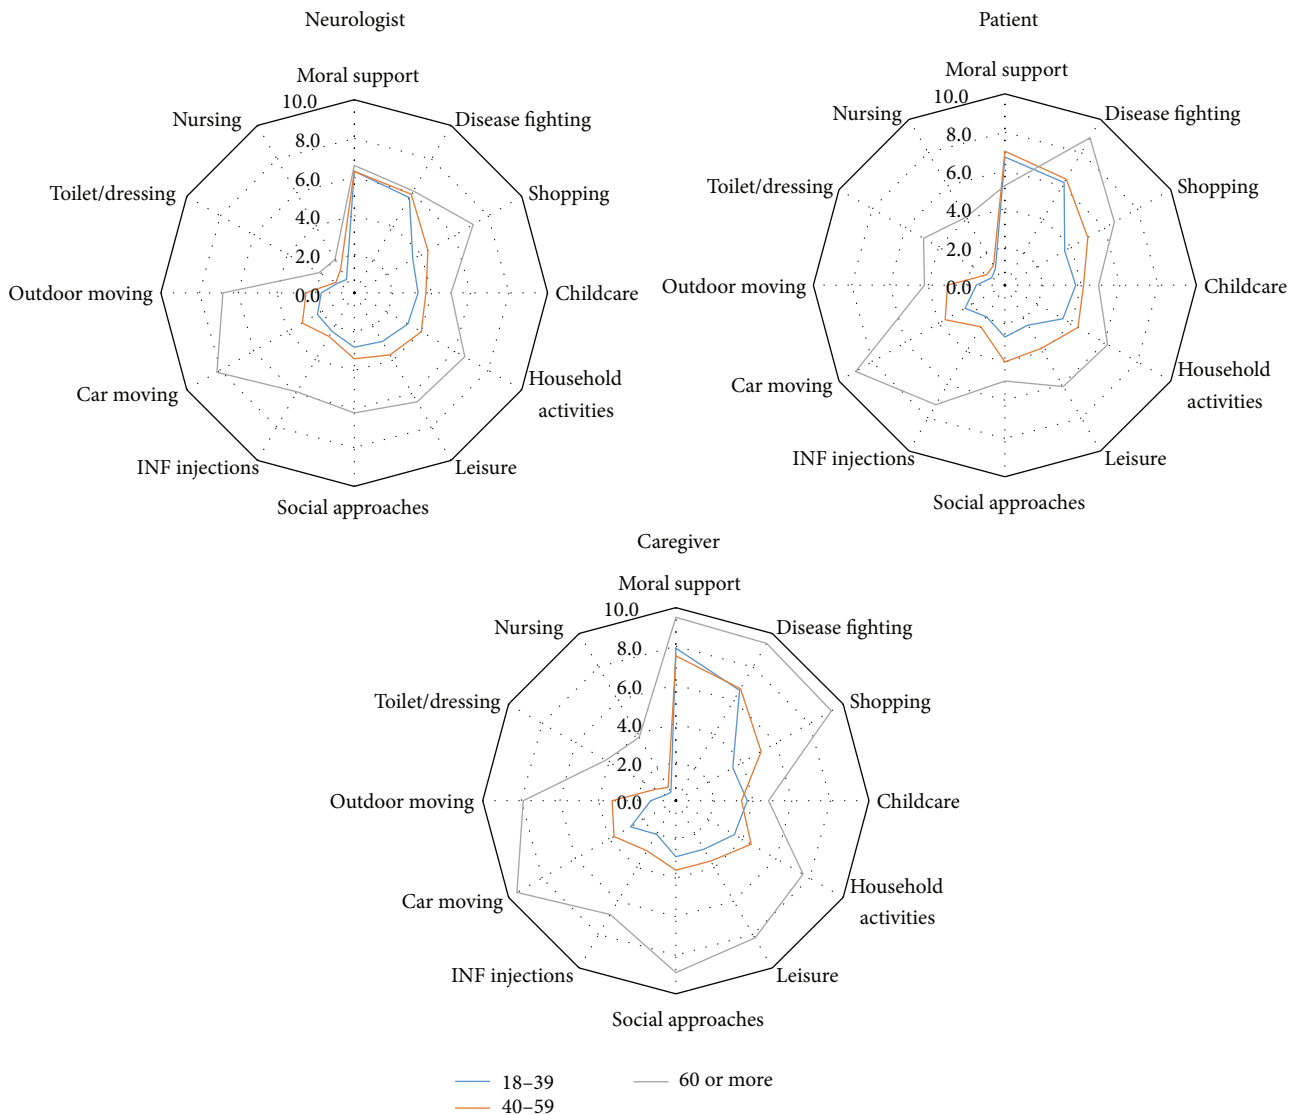 Neurologist
Moral support
10.0
8.0
6.0
4.0
2.0
0.0
Disease fighting
Shopping
Childcare
Household
activities
Leisure
Social approaches
INF injections
Car moving
Outdoor moving
Toilet/dressing
Nursing
Patient
Moral support
10.0
8.0
6.0
4.0
2.0
0.0
Disease fighting
Shopping
Childcare
Household
activities
Leisure
Social approaches
INF injections
Car moving
Outdoor moving
Toilet/dressing
Nursing
Caregiver
Moral support
10.0
8.0
6.0
4.0
2.0
0.0
Disease fighting
Shopping
Childcare
Household
activities
Leisure
Social approaches
INF injections
Car moving
Outdoor moving
Toilet/dressing
Nursing
18–39
40–59
60 or more